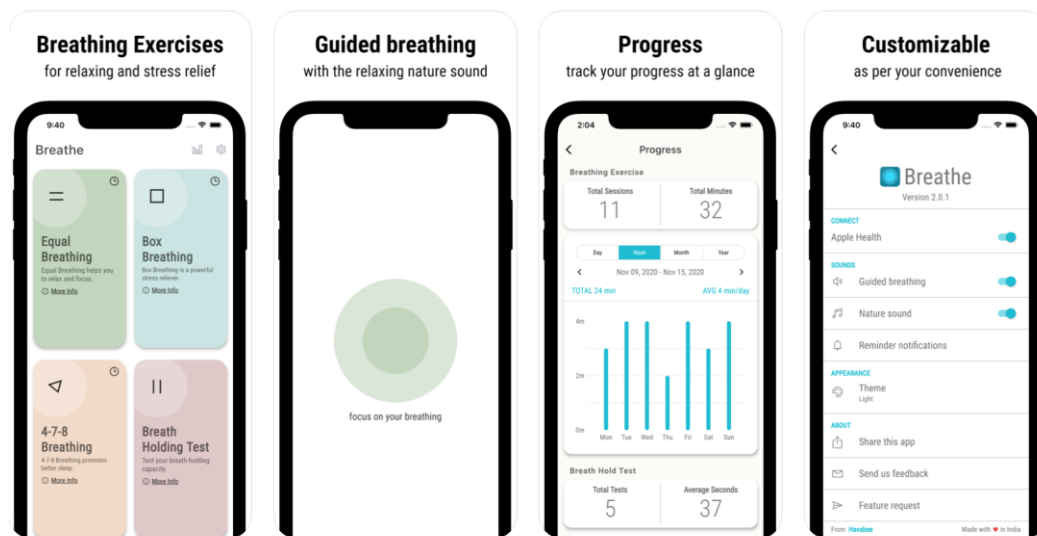 Breathing Exercises
for relaxing and stress relief
9:40
Breathe
Equal
Breathing
Equal Breathing helps you
to relax and focus.
More Info
Box
Breathing
Box Breathing is a powerful
stress reliever.
More Info
4-7-8
Breathing
4-7-8 Breathing promotes
better sleep.
More Info
Breath
Holding Test
Test your breath-holding
capacity.
More Info
Guided breathing
with the relaxing nature sound
focus on your breathing
Progress
track your progress at a glance
2:04
Progress
Breathing Exercise
Total Sessions Total Minutes
11 32
Day Week Month Year
Nov 09, 2020 - Nov 15, 2020
TOTAL 24 min AVG 4 min/day
4m
2m
0m
Mon Tue Wed Thu Fri Sat Sun
Breath Hold Test
Total Tests Average Seconds
5 37
Customizable
as per your convenience
9:40
Breathe
Version 2.0.1
CONNECT
Apple Health
SOUNDS
Guided breathing
Nature sound
Reminder notifications
APPEARANCE
Theme
Light
ABOUT
Share this app
Send us feedback
Feature request
From Havabee Made with ❤ in India